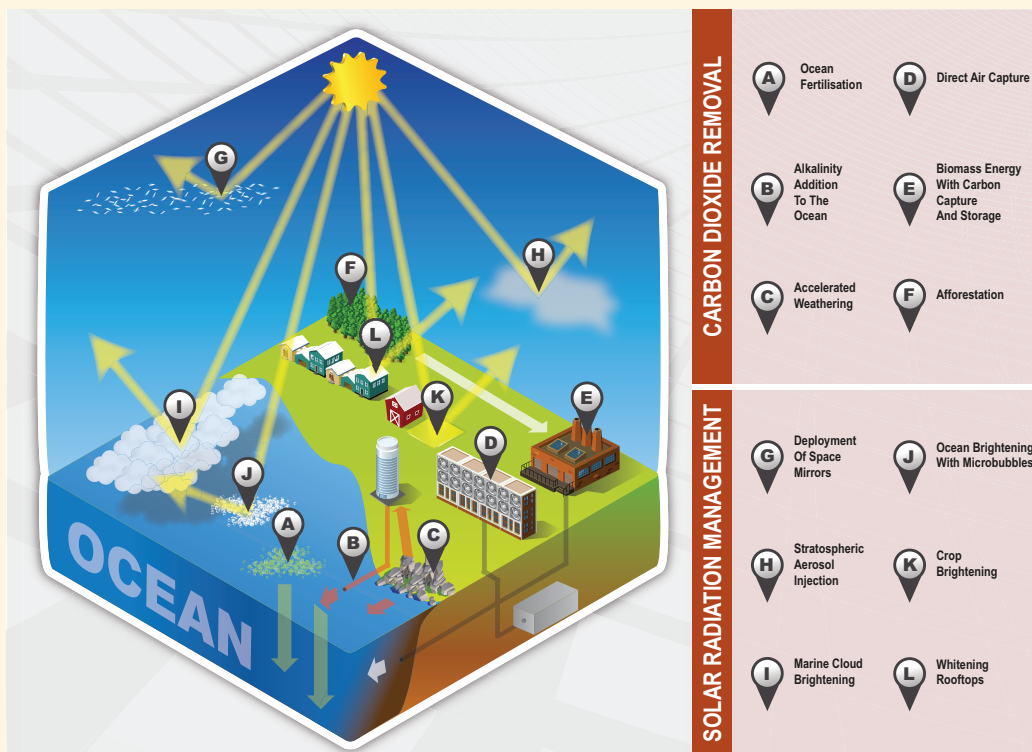 G
H
F
L
I
K
E
D
J
A
B
C
OCEAN
CARBON DIOXIDE REMOVAL
A
Ocean
Fertilisation
D
Direct Air Capture
B
Alkalinity
Addition
To The
Ocean
E
Biomass Energy
With Carbon
Capture
And Storage
C
Accelerated
Weathering
F
Afforestation
SOLAR RADIATION MANAGEMENT
G
Deployment
Of Space
Mirrors
J
Ocean Brightening
With Microbubbles
H
Stratospheric
Aerosol
Injection
K
Crop
Brightening
I
Marine Cloud
Brightening
L
Whitening
Rooftops